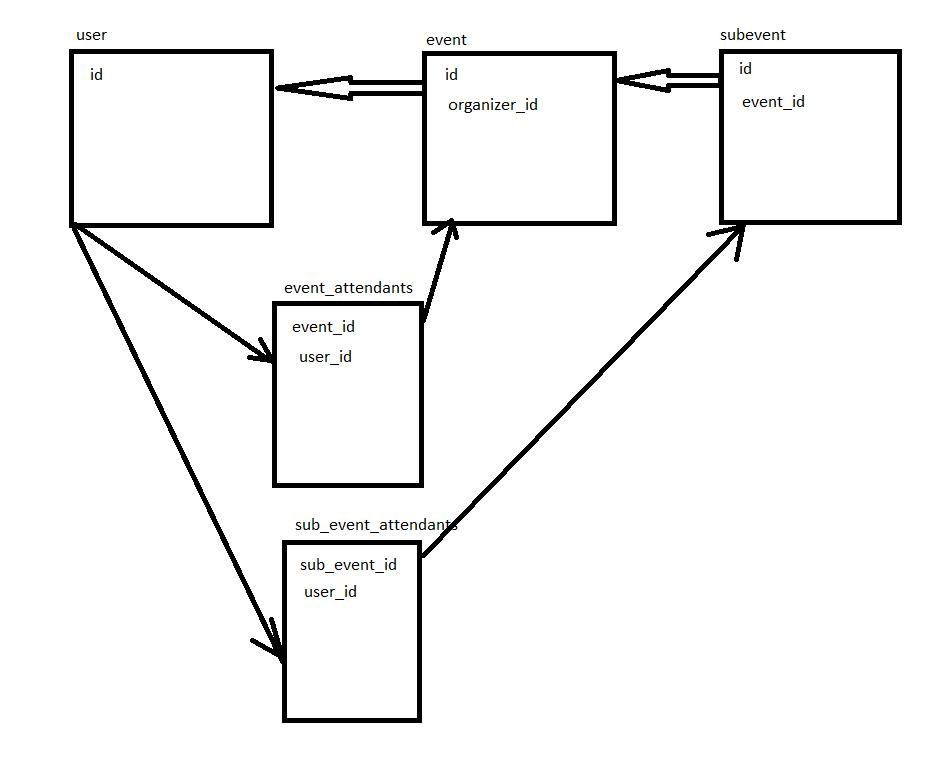 user
id
event
id
organizer_id
subevent
id
event_id
event_attendants
event_id
user_id
sub_event_attendants
sub_event_id
user_id